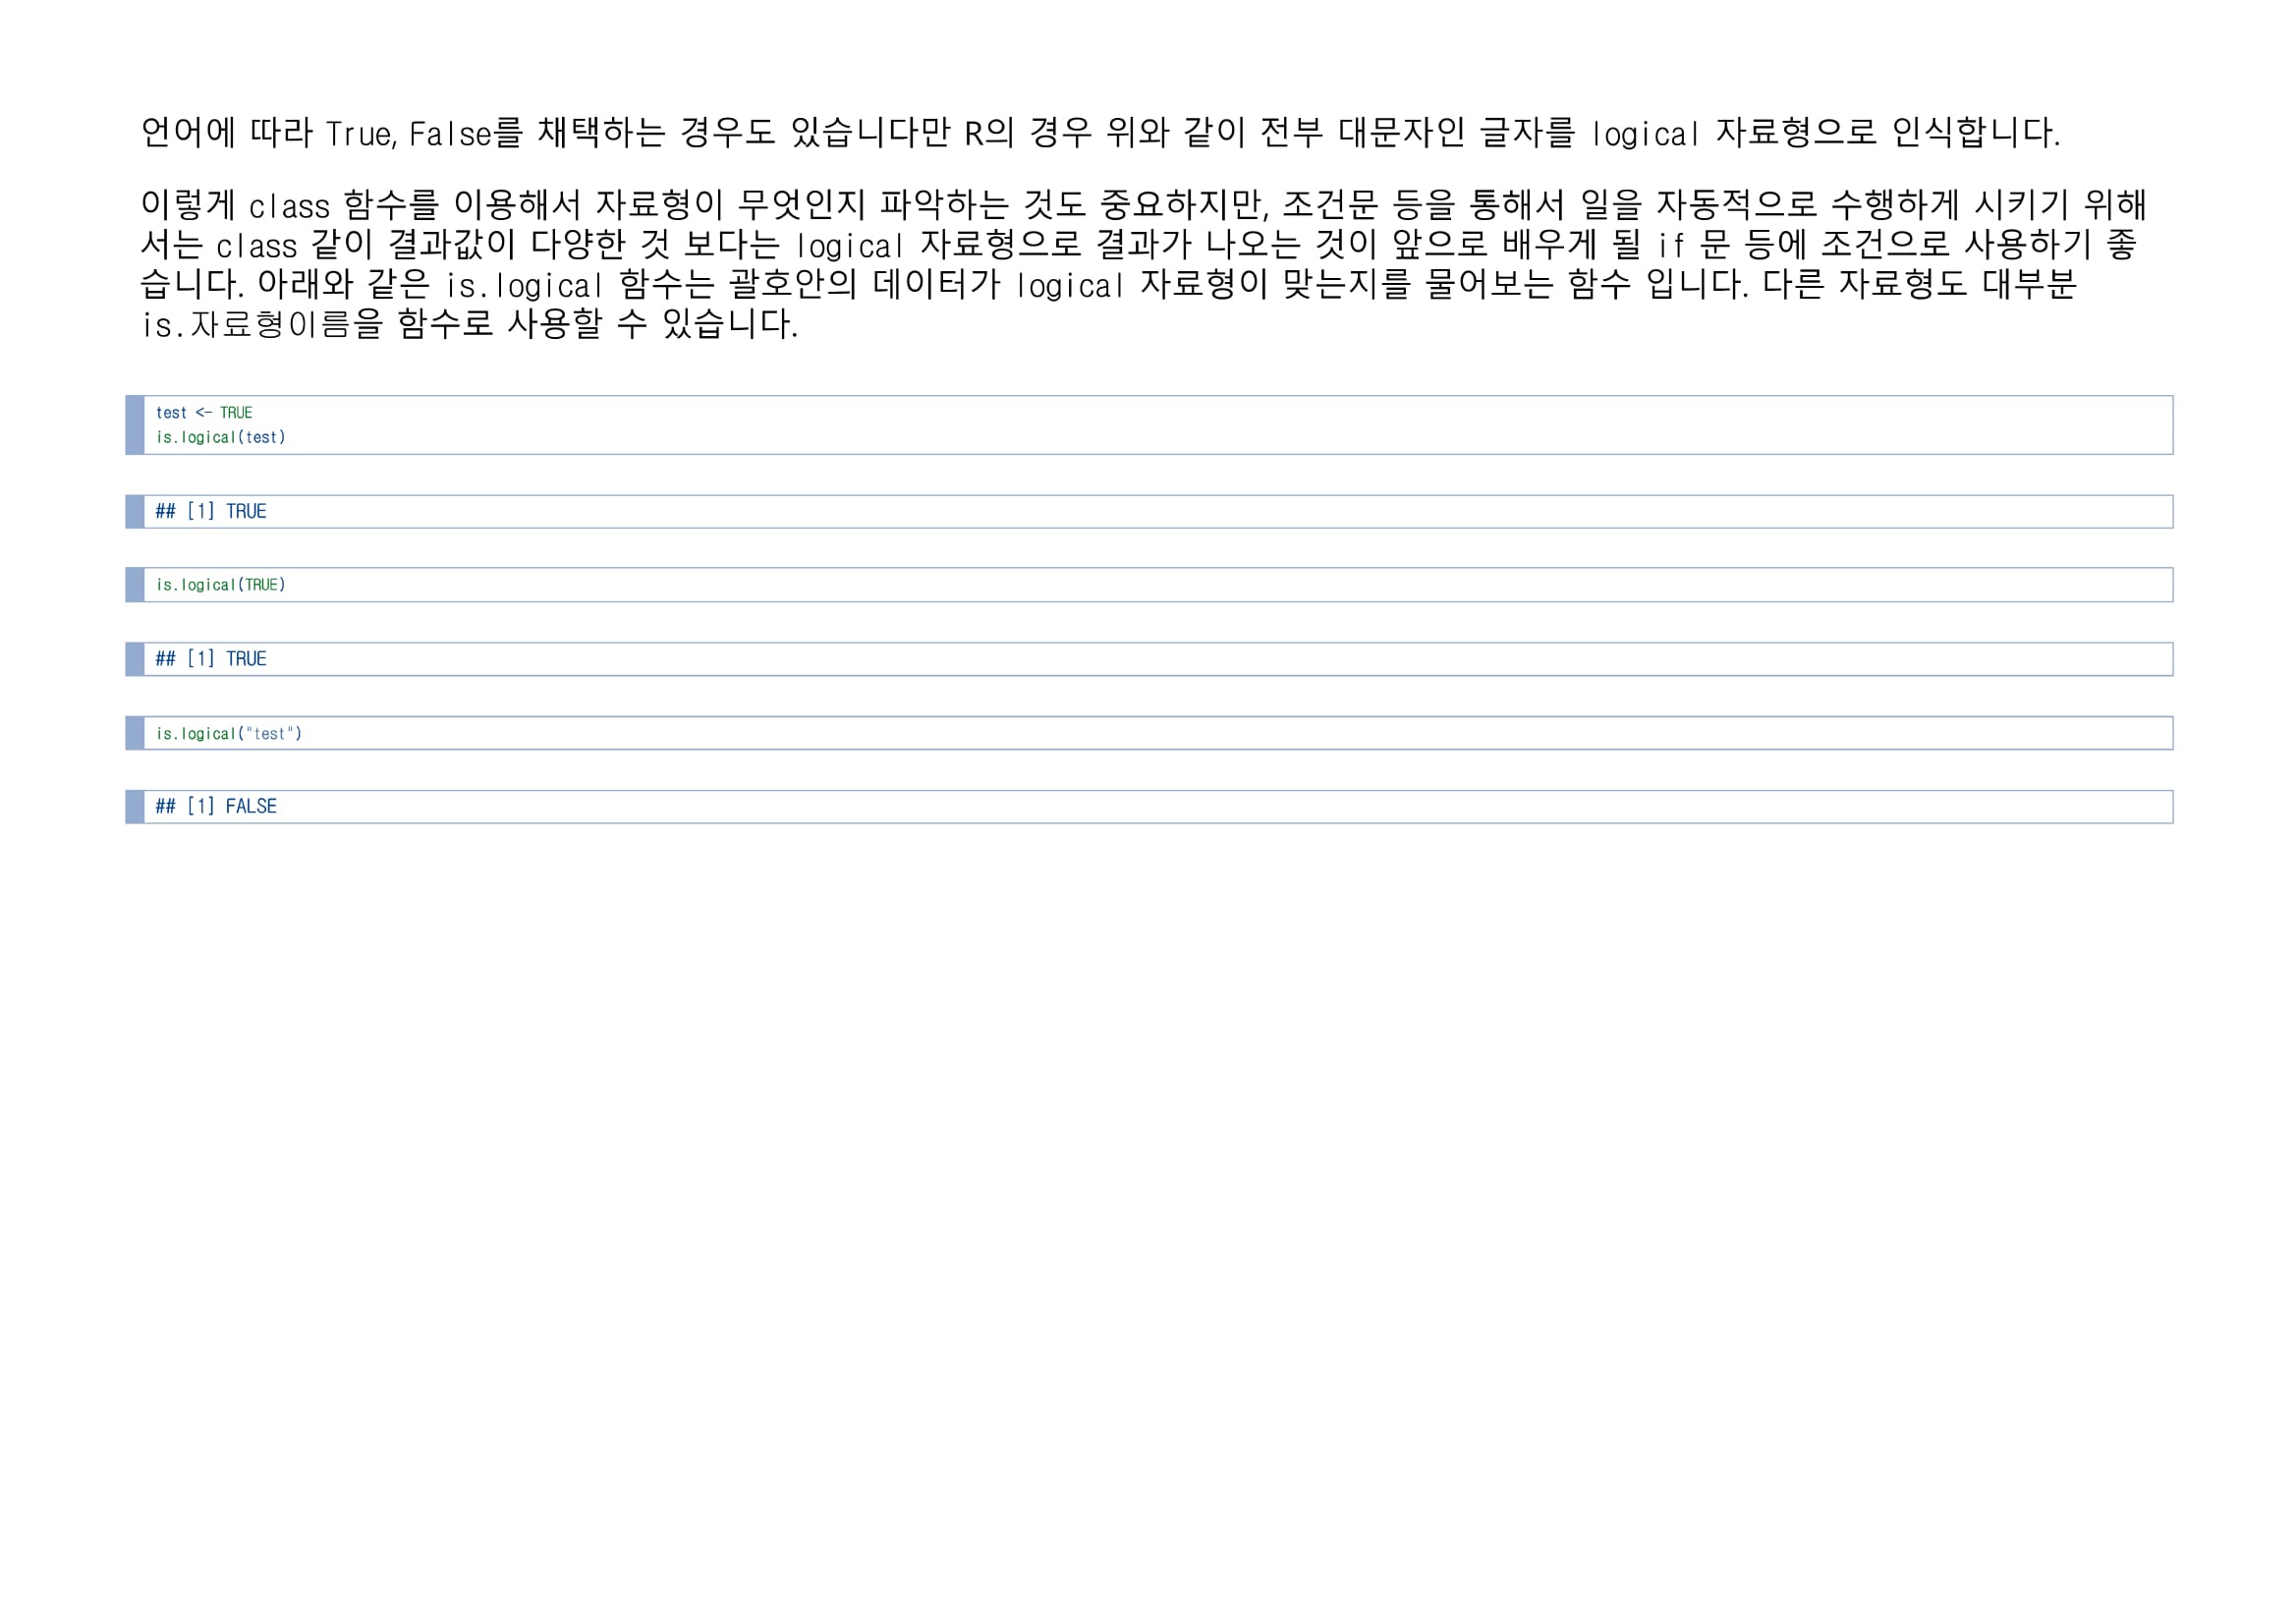 언어에 따라 True, False를 채택하는 경우도 있습니다만 R의 경우 위와 같이 전부 대문자인 글자를 logical 자료형으로 인식합니다.
이렇게 class 함수를 이용해서 자료형이 무엇인지 파악하는 것도 중요하지만, 조건문 등을 통해서 일을 자동적으로 수행하게 시키기 위해
서는 class 같이 결과값이 다양한 것 보다는 logical 자료형으로 결과가 나오는 것이 앞으로 배우게 될 if 문 등에 조건으로 사용하기 좋
습니다. 아래와 같은 is.logical 함수는 괄호안의 데이터가 logical 자료형이 맞는지를 물어보는 함수 입니다. 다른 자료형도 대부분
is.자료형이름을 함수로 사용할 수 있습니다.
test <- TRUE
is.logical(test)
## [1] TRUE
is.logical(TRUE)
## [1] TRUE
is.logical("test")
## [1] FALSE